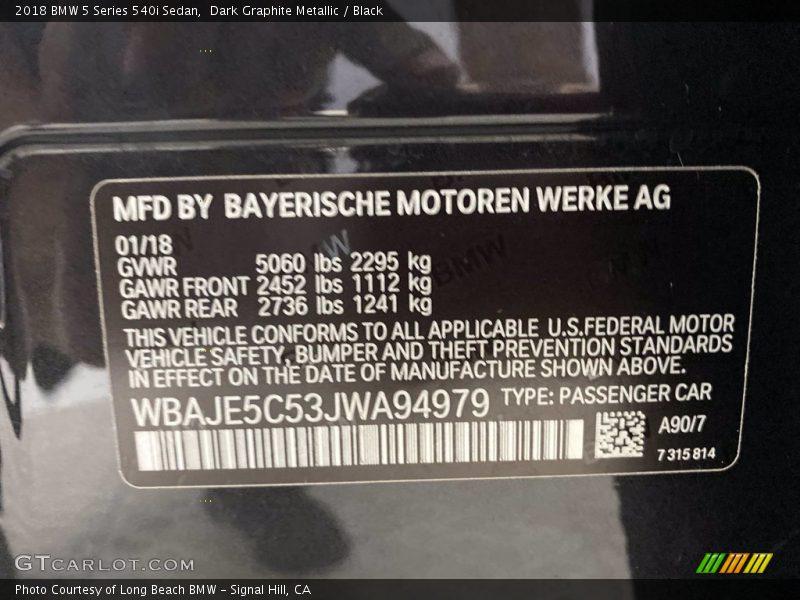 2018 BMW 5 Series 540i Sedan,  Dark Graphite Metallic / Black
MFD BY BAYERISCHE MOTOREN WERKE AG
01/18
GVWR 5060 lbs 2295 kg
GAWR FRONT 2452 lbs 1112 kg
GAWR REAR 2736 lbs 1241 kg
THIS VEHICLE CONFORMS TO ALL APPLICABLE U.S.FEDERAL MOTOR
VEHICLE SAFETY, BUMPER AND THEFT PREVENTION STANDARDS
IN EFFECT ON THE DATE OF MANUFACTURE SHOWN ABOVE.
WBAJE5C53JWA94979 TYPE: PASSENGER CAR
A90/7
7315814
GTCARLOT.COM
Photo Courtesy of Long Beach BMW - Signal Hill, CA